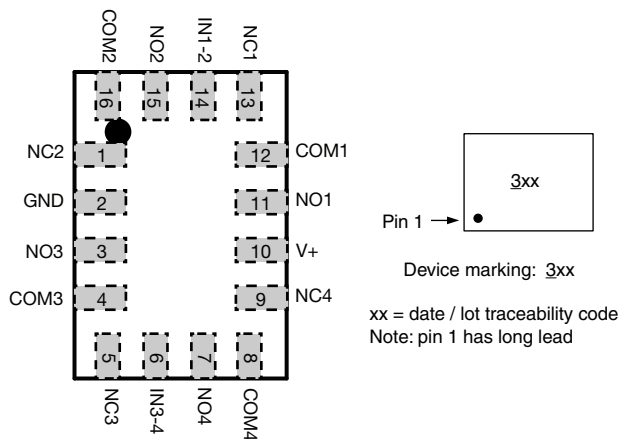 COM2
NO2
IN1-2
NC1
16
15
14
13
NC2
1
12
COM1
GND
2
11
NO1
NO3
3
10
V+
COM3
4
9
NC4
5
6
7
8
NC3
IN3-4
NO4
COM4
3xx
Pin 1
Device marking: 3xx
xx = date / lot traceability code
Note: pin 1 has long lead